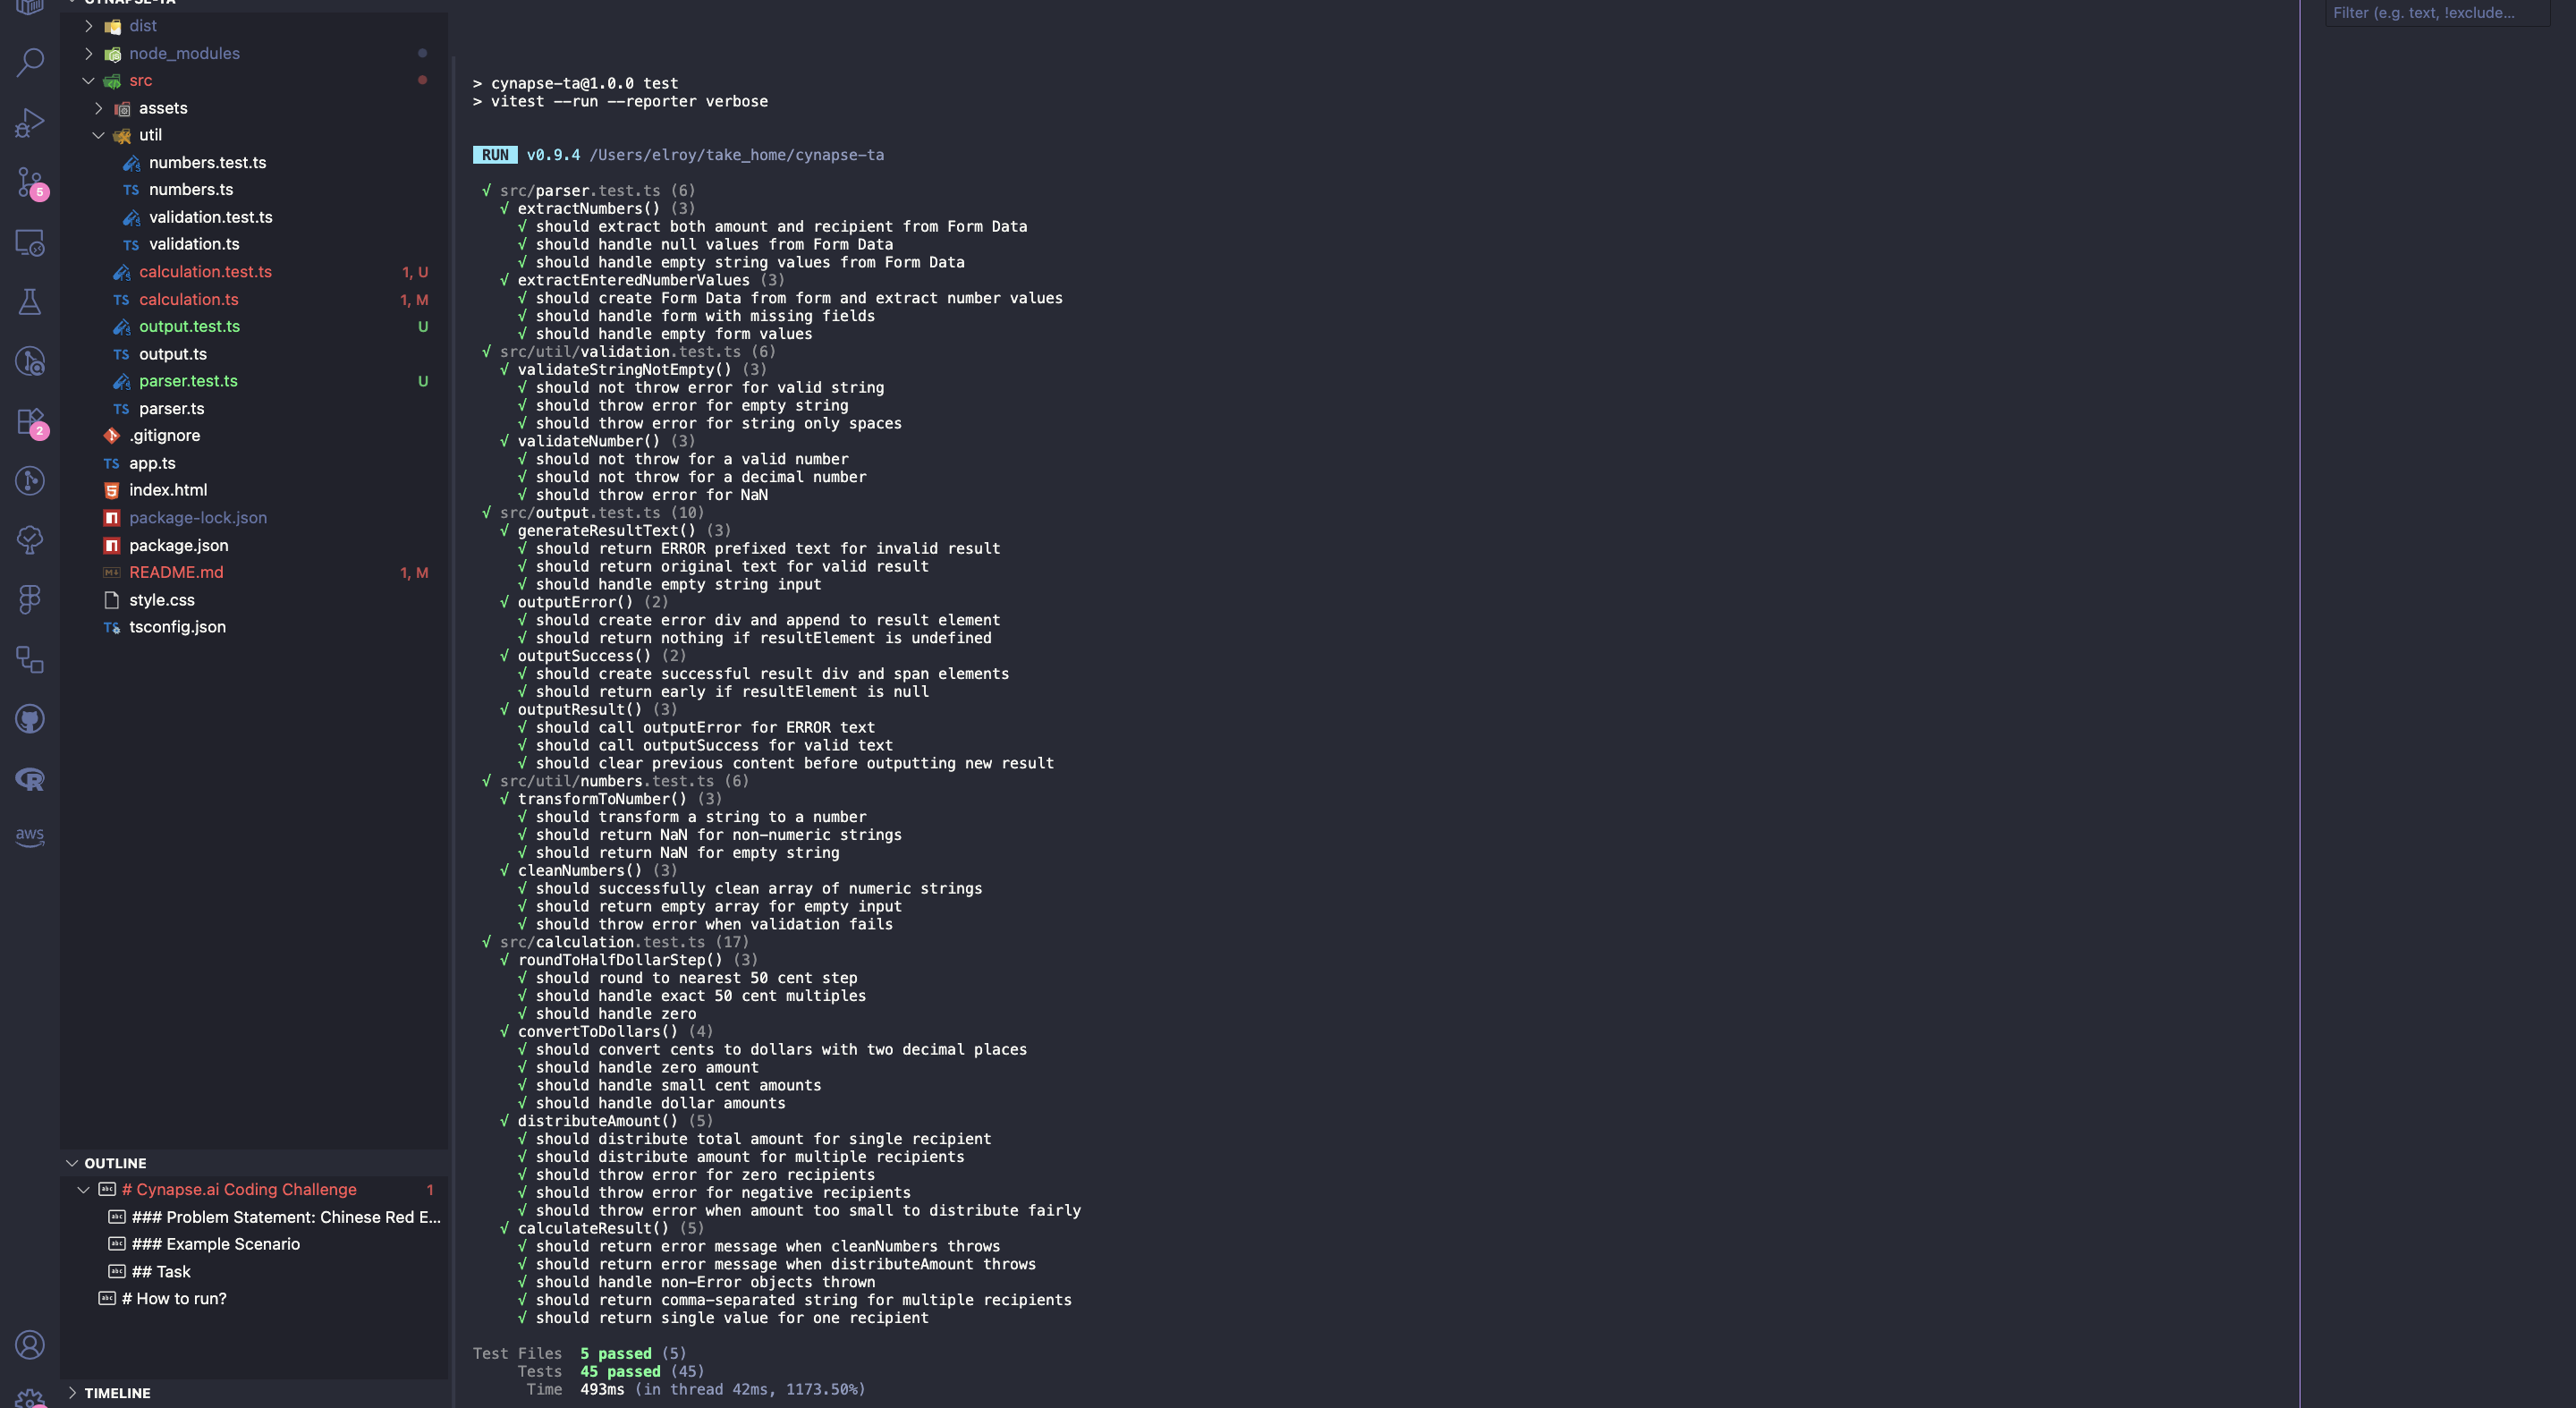 CYNAPSE-TA
dist
node_modules
src
assets
util
numbers.test.ts
TS numbers.ts
validation.test.ts
TS validation.ts
calculation.test.ts 1, U
TS calculation.ts 1, M
output.test.ts U
TS output.ts
parser.test.ts U
TS parser.ts
.gitignore
TS app.ts
index.html
package-lock.json
package.json
README.md 1, M
style.css
TS tsconfig.json
5
2
aws
OUTLINE
# Cynapse.ai Coding Challenge 1
### Problem Statement: Chinese Red E...
### Example Scenario
## Task
# How to run?
TIMELINE
> cynapse-ta@1.0.0 test
> vitest --run --reporter verbose
RUN v0.9.4 /Users/elroy/take_home/cynapse-ta
√ src/parser.test.ts (6)
√ extractNumbers() (3)
√ should extract both amount and recipient from Form Data
√ should handle null values from Form Data
√ should handle empty string values from Form Data
√ extractEnteredNumberValues (3)
√ should create Form Data from form and extract number values
√ should handle form with missing fields
√ should handle empty form values
√ src/util/validation.test.ts (6)
√ validateStringNotEmpty() (3)
√ should not throw error for valid string
√ should throw error for empty string
√ should throw error for string only spaces
√ validateNumber() (3)
√ should not throw for a valid number
√ should not throw for a decimal number
√ should throw error for NaN
√ src/output.test.ts (10)
√ generateResultText() (3)
√ should return ERROR prefixed text for invalid result
√ should return original text for valid result
√ should handle empty string input
√ outputError() (2)
√ should create error div and append to result element
√ should return nothing if resultElement is undefined
√ outputSuccess() (2)
√ should create successful result div and span elements
√ should return early if resultElement is null
√ outputResult() (3)
√ should call outputError for ERROR text
√ should call outputSuccess for valid text
√ should clear previous content before outputting new result
√ src/util/numbers.test.ts (6)
√ transformToNumber() (3)
√ should transform a string to a number
√ should return NaN for non-numeric strings
√ should return NaN for empty string
√ cleanNumbers() (3)
√ should successfully clean array of numeric strings
√ should return empty array for empty input
√ should throw error when validation fails
√ src/calculation.test.ts (17)
√ roundToHalfDollarStep() (3)
√ should round to nearest 50 cent step
√ should handle exact 50 cent multiples
√ should handle zero
√ convertToDollars() (4)
√ should convert cents to dollars with two decimal places
√ should handle zero amount
√ should handle small cent amounts
√ should handle dollar amounts
√ distributeAmount() (5)
√ should distribute total amount for single recipient
√ should distribute amount for multiple recipients
√ should throw error for zero recipients
√ should throw error for negative recipients
√ should throw error when amount too small to distribute fairly
√ calculateResult() (5)
√ should return error message when cleanNumbers throws
√ should return error message when distributeAmount throws
√ should handle non-Error objects thrown
√ should return comma-separated string for multiple recipients
√ should return single value for one recipient
Test Files 5 passed (5)
Tests 45 passed (45)
Time 493ms (in thread 42ms, 1173.50%)
Filter (e.g. text, !exclude...